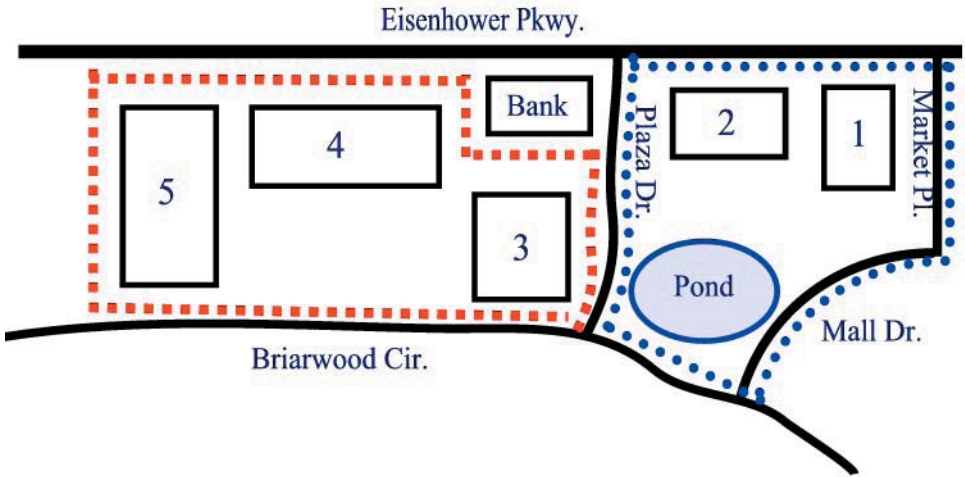 Eisenhower Pkwy.
Bank
2
1
4
5
Plaza Dr.
Market Pl.
3
Pond
Mall Dr.
Briarwood Cir.